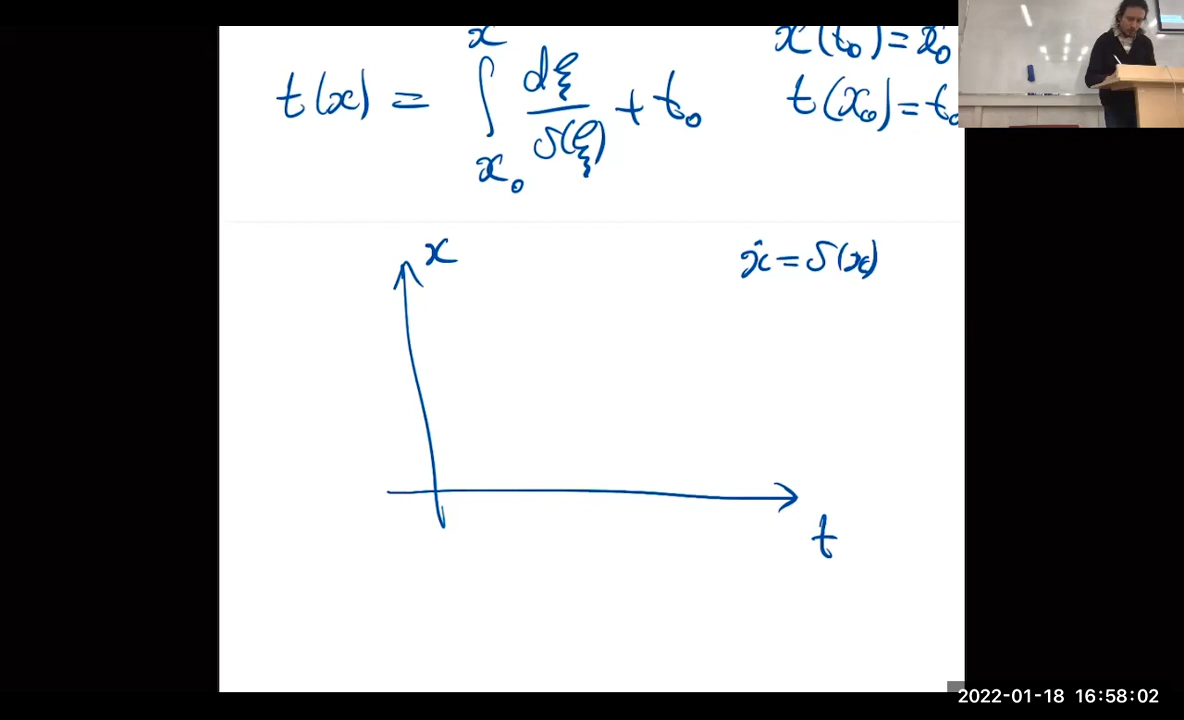 t(x) = ∫_{x₀}^{x} dξ/υ(ξ) + t₀
x(t₀) = x₀
t(x₀) = t₀
x
ẋ = υ(x)
t
2022-01-18 16:58:02